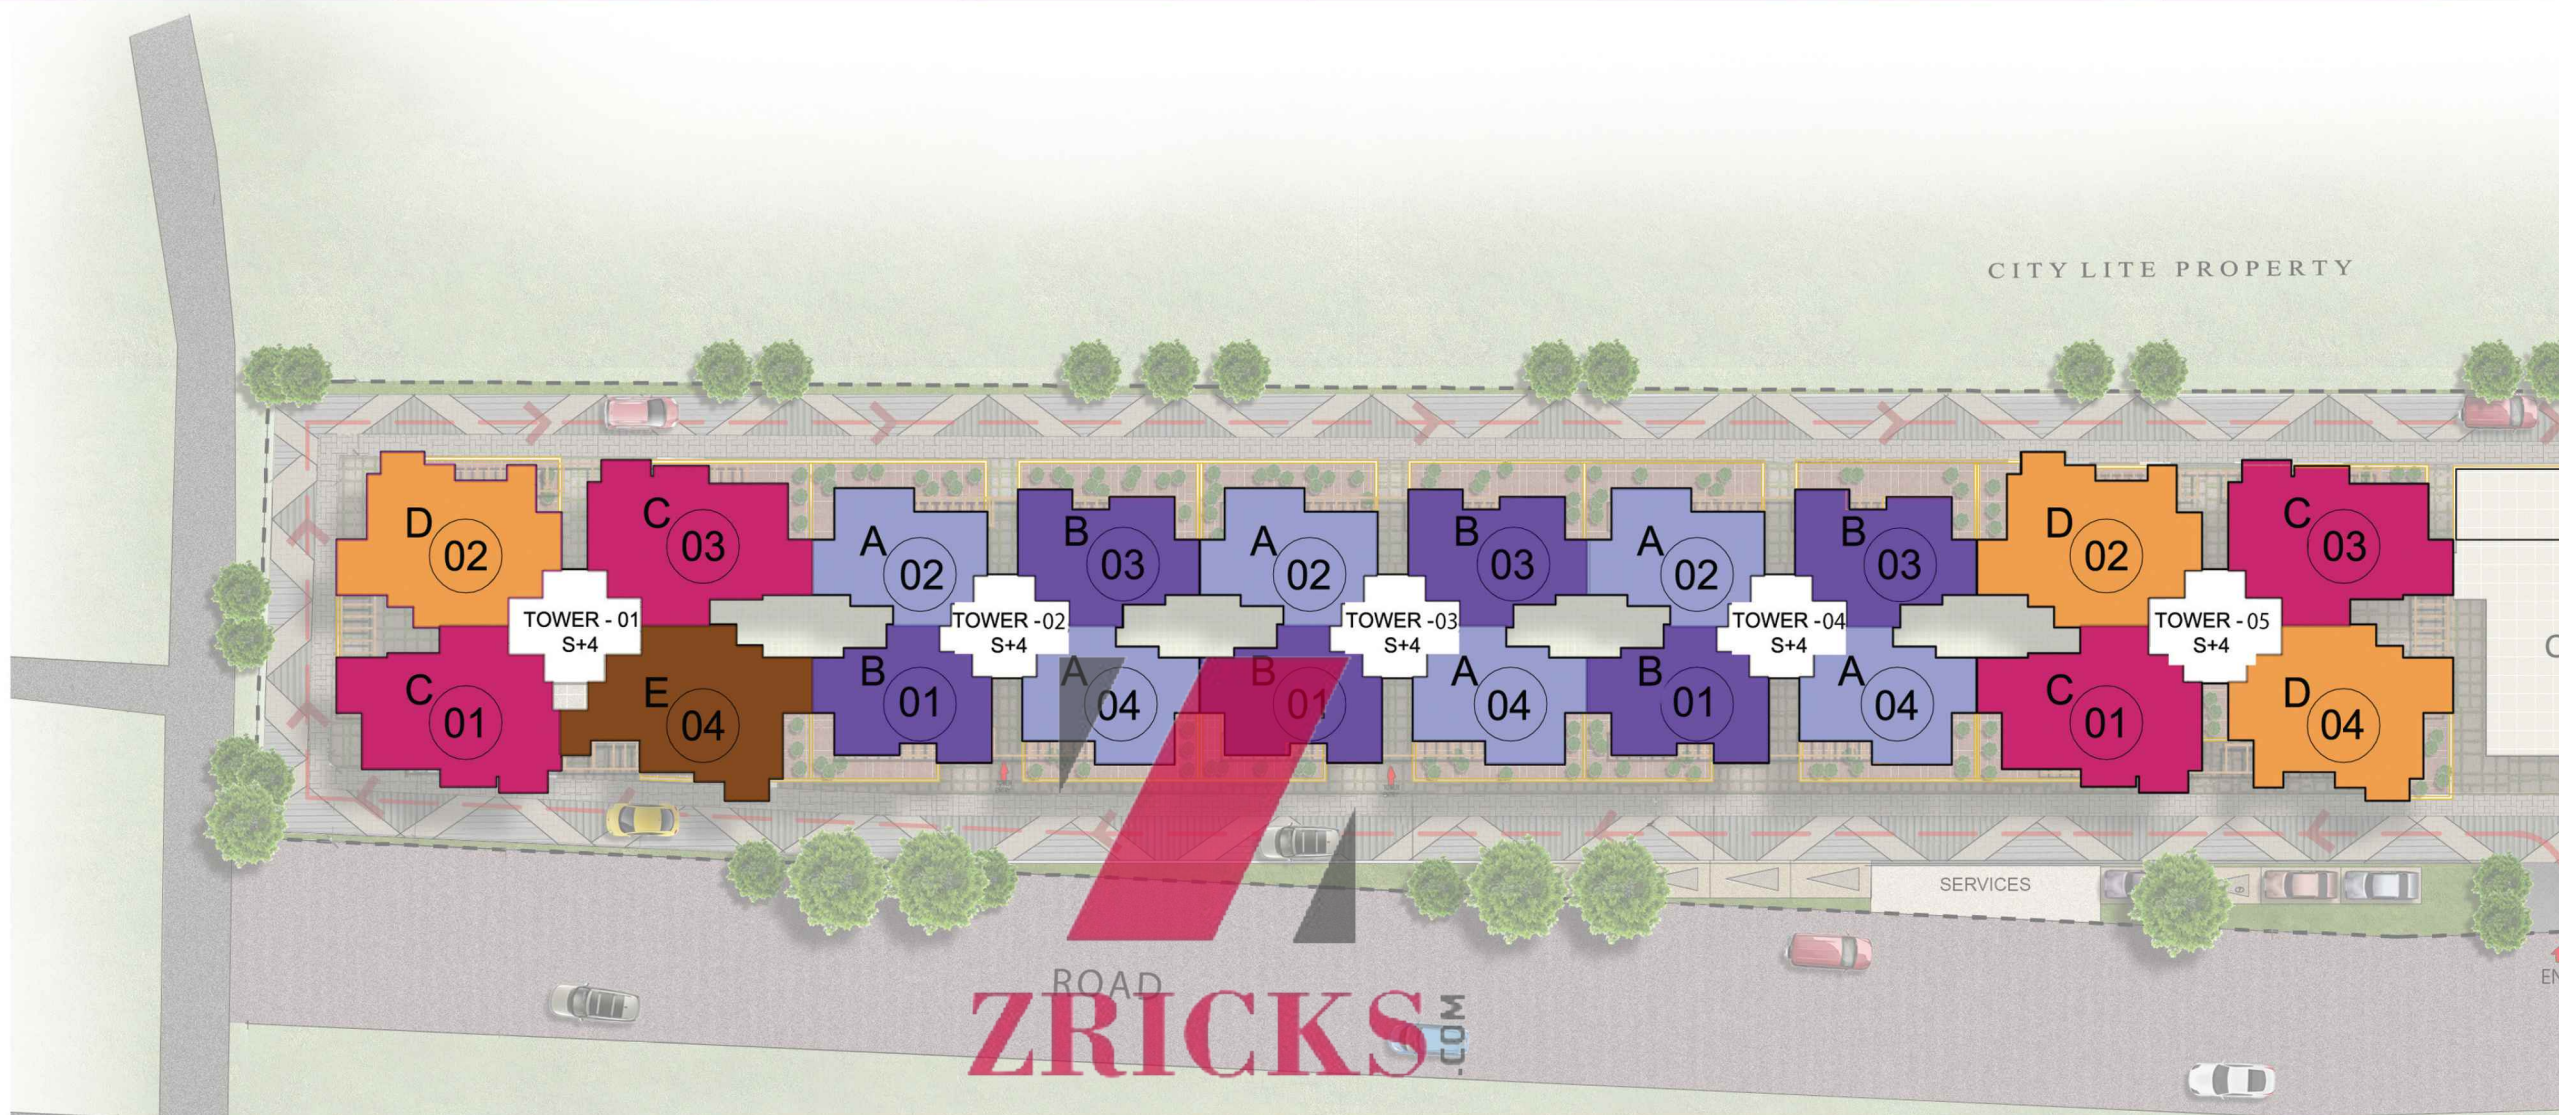 CITY LITE PROPERTY
D 02
C 03
A 02
B 03
A 02
B 03
A 02
B 03
D 02
C 03
TOWER - 01
S+4
TOWER -02
S+4
TOWER -03
S+4
TOWER -04
S+4
TOWER - 05
S+4
C 01
E 04
B 01
A 04
B 01
A 04
B 01
A 04
C 01
D 04
SERVICES
ROAD
ZRICKS
.COM